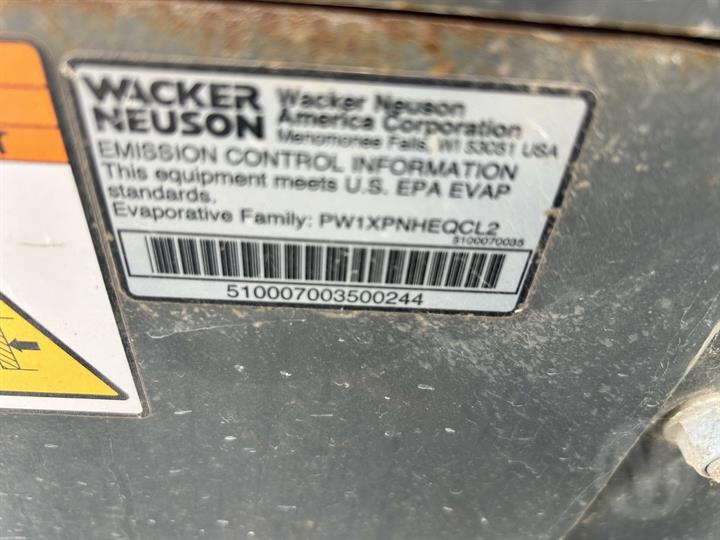 WACKER
NEUSON
Wacker Neuson
America Corporation
Menomonee Falls, WI 53051 USA
EMISSION CONTROL INFORMATION
This equipment meets U.S. EPA EVAP
standards.
Evaporative Family: PW1XPNHEQCL2
5100070035
510007003500244